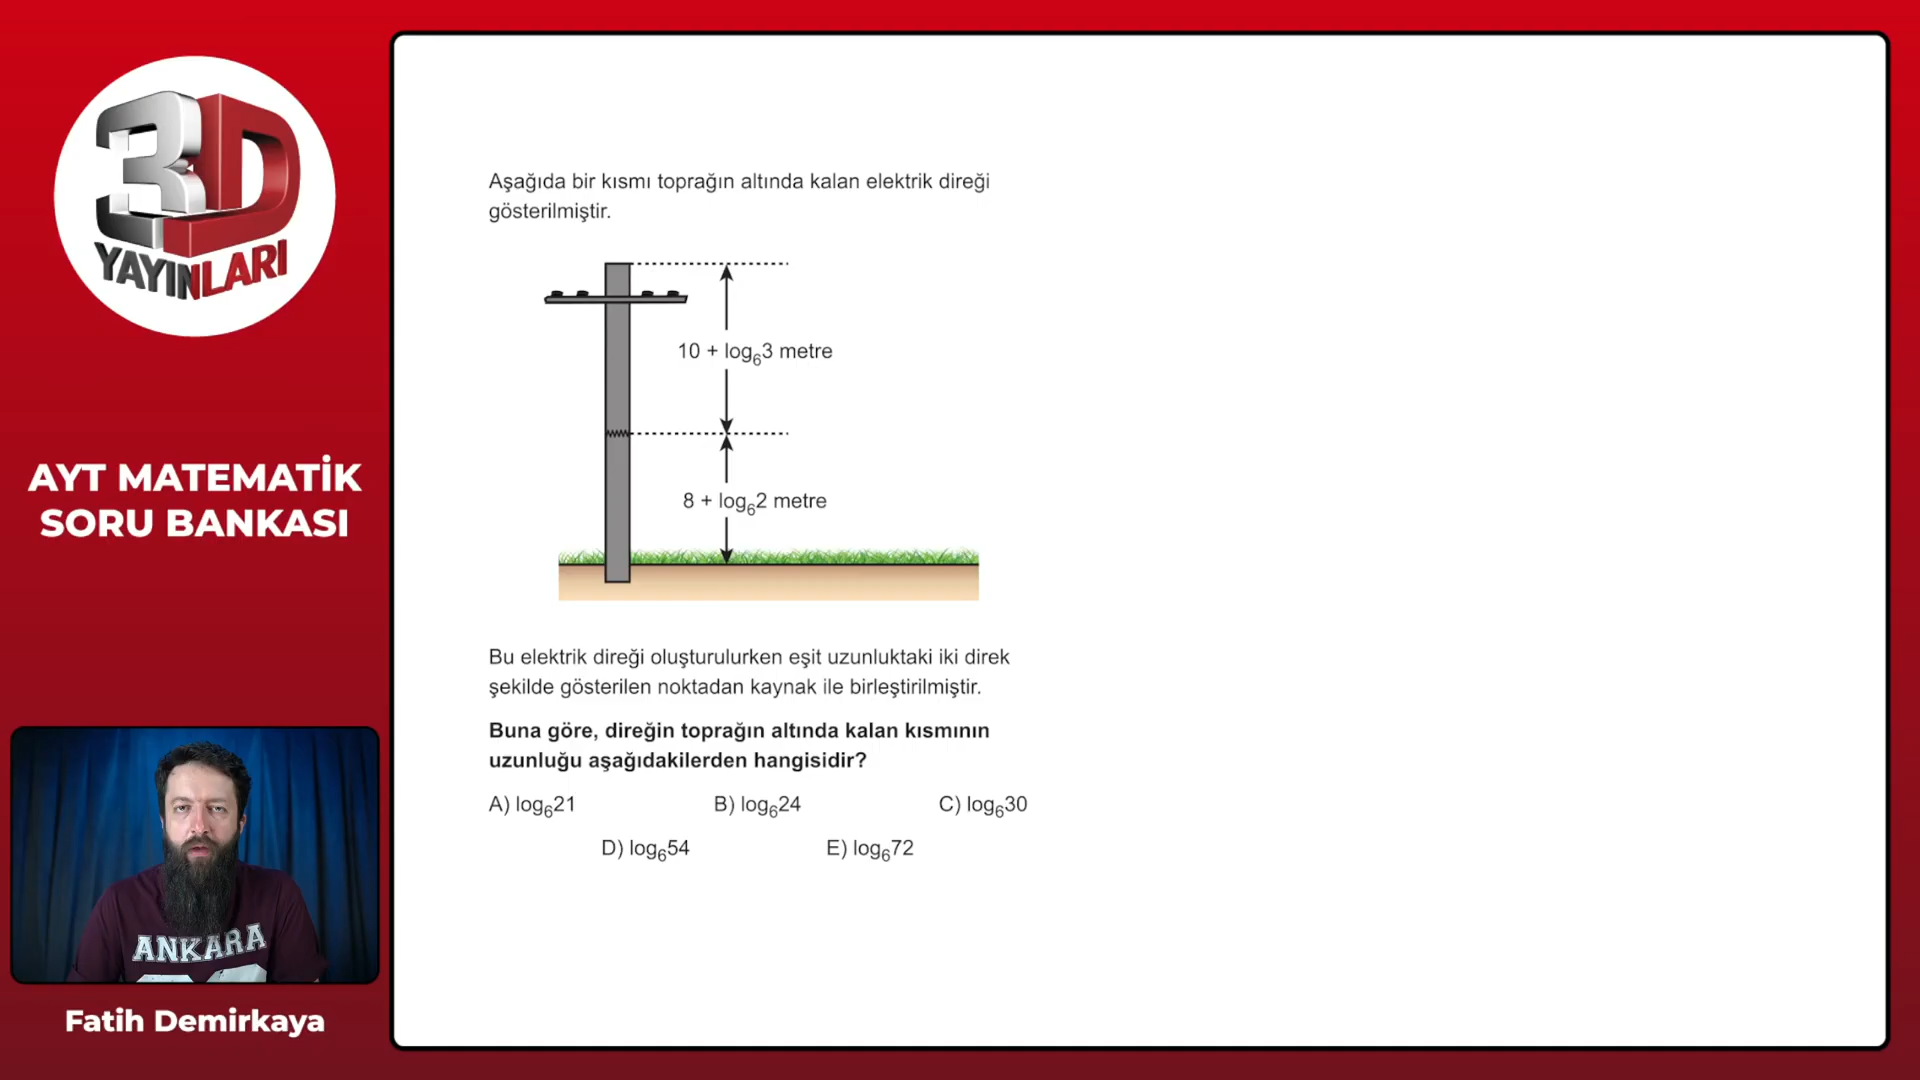 3D
YAYINLARI
AYT MATEMATİK
SORU BANKASI
ANKARA
Fatih Demirkaya
Aşağıda bir kısmı toprağın altında kalan elektrik direği
gösterilmiştir.
10 + log₆3 metre
8 + log₆2 metre
Bu elektrik direği oluşturulurken eşit uzunluktaki iki direk
şekilde gösterilen noktadan kaynak ile birleştirilmiştir.
Buna göre, direğin toprağın altında kalan kısmının
uzunluğu aşağıdakilerden hangisidir?
A) log₆21 B) log₆24 C) log₆30
D) log₆54 E) log₆72